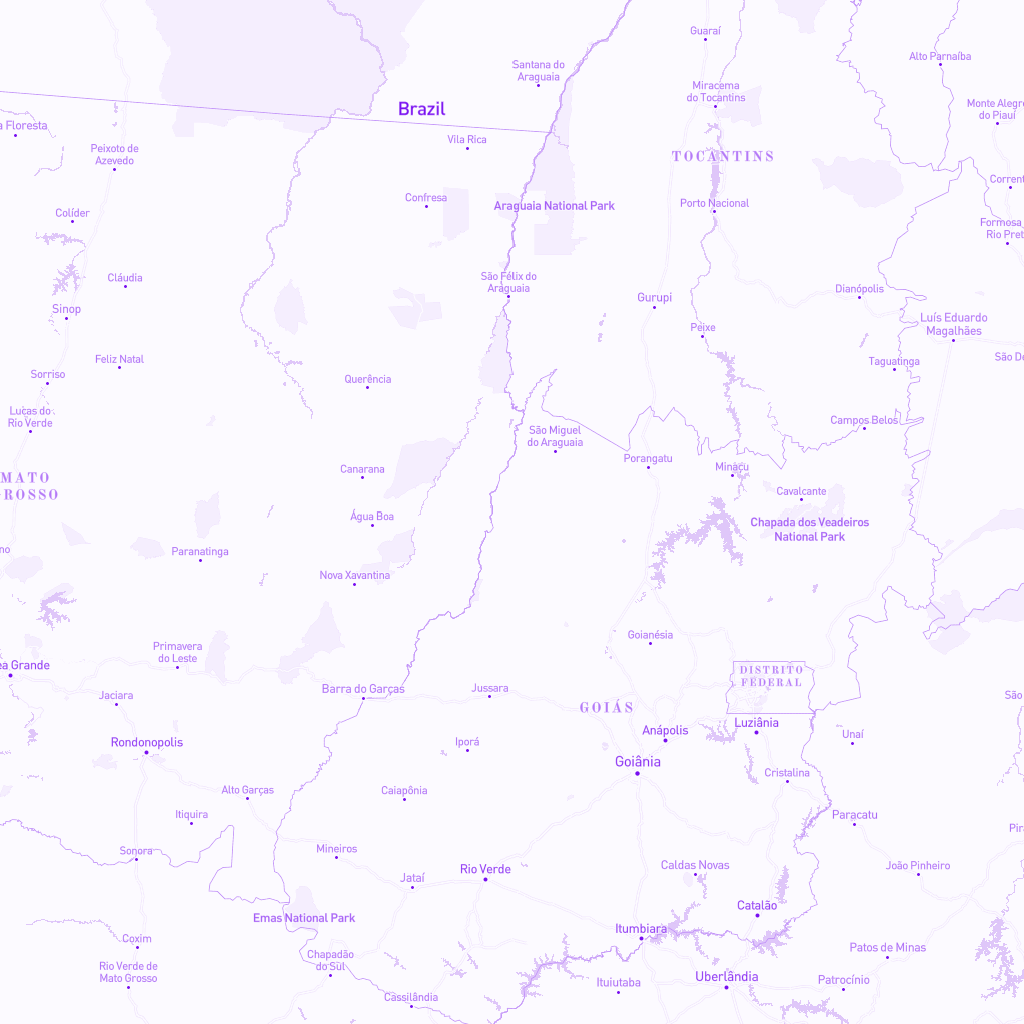 Guaraí
Alto Parnaíba
Santana do
Araguaia
Miracema
do Tocantins
Brazil
Monte Alegre
do Piauí
a Floresta
Vila Rica
Peixoto de
Azevedo
TOCANTINS
Corrent
Confresa
Araguaia National Park
Porto Nacional
Colíder
Formosa
Rio Pret
Cláudia
São Félix do
Araguaia
Dianópolis
Gurupi
Sinop
Luís Eduardo
Magalhães
Peixe
Feliz Natal
São De
Taguatinga
Sorriso
Querência
Lucas do
Rio Verde
Campos Belos
São Miguel
do Araguaia
Porangatu
Minaçu
Canarana
MATO
GROSSO
Cavalcante
Água Boa
Chapada dos Veadeiros
National Park
no
Paranatinga
Nova Xavantina
Goianésia
Primavera
do Leste
ea Grande
DISTRITO
FEDERAL
Barra do Garças
Jussara
Jaciara
São
GOIÁS
Luziânia
Anápolis
Unaí
Rondonopolis
Iporá
Goiânia
Cristalina
Alto Garças
Caiapônia
Itiquira
Paracatu
Pira
Sonora
Mineiros
Rio Verde
Caldas Novas
João Pinheiro
Jataí
Catalão
Emas National Park
Itumbiara
Coxim
Patos de Minas
Chapadão
do Sul
Rio Verde de
Mato Grosso
Uberlândia
Ituiutaba
Patrocínio
Cassilândia